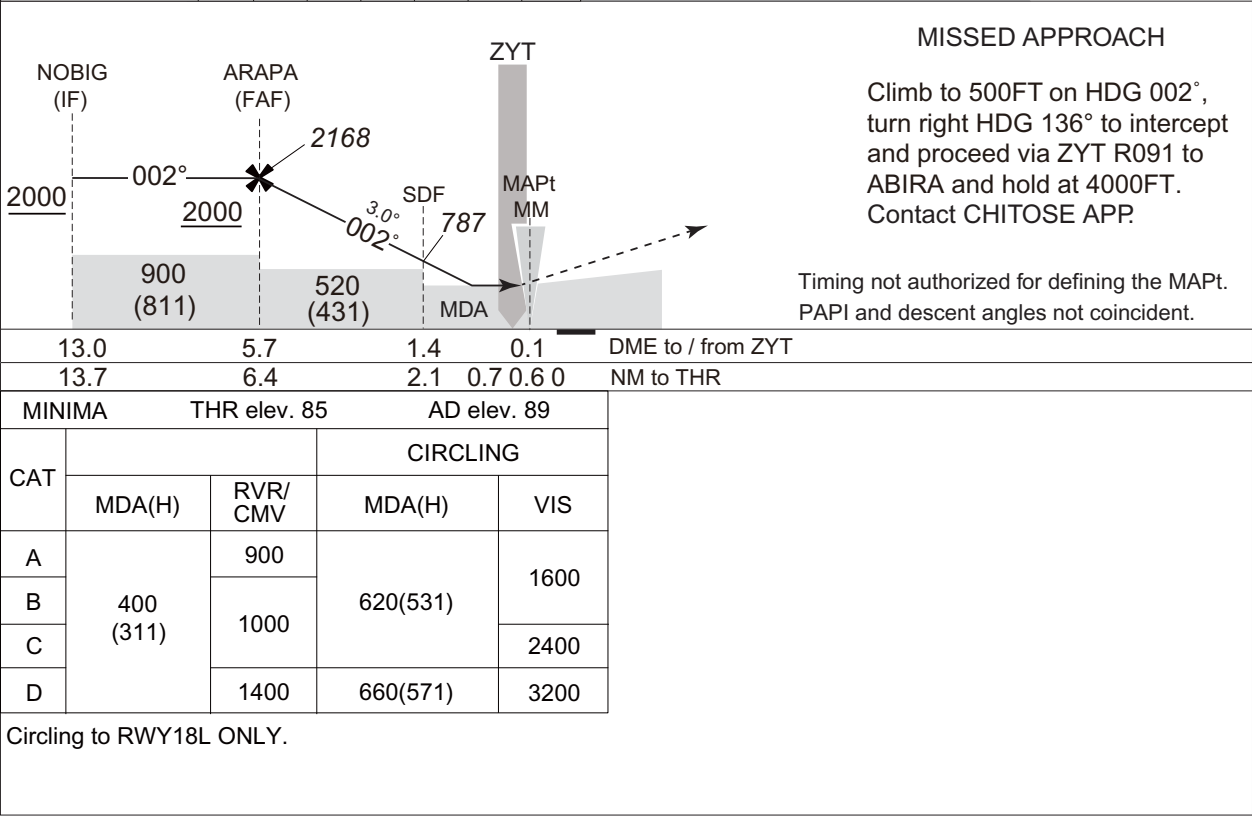 ZYT
NOBIG
(IF)
ARAPA
(FAF)
2168
002°
2000
2000
3.0°
002°
SDF
787
MAPt
MM
900
(811)
520
(431)
MDA
MISSED APPROACH
Climb to 500FT on HDG 002°,
turn right HDG 136° to intercept
and proceed via ZYT R091 to
ABIRA and hold at 4000FT.
Contact CHITOSE APP.
Timing not authorized for defining the MAPt.
PAPI and descent angles not coincident.
13.0 5.7 1.4 0.1 DME to / from ZYT
13.7 6.4 2.1 0.7 0.6 0 NM to THR
MINIMA THR elev. 85 AD elev. 89
CAT
CIRCLING
MDA(H)
RVR/
CMV
MDA(H)
VIS
A
900
B
400
(311)
1000
620(531)
1600
C
2400
D
1400
660(571)
3200
Circling to RWY18L ONLY.